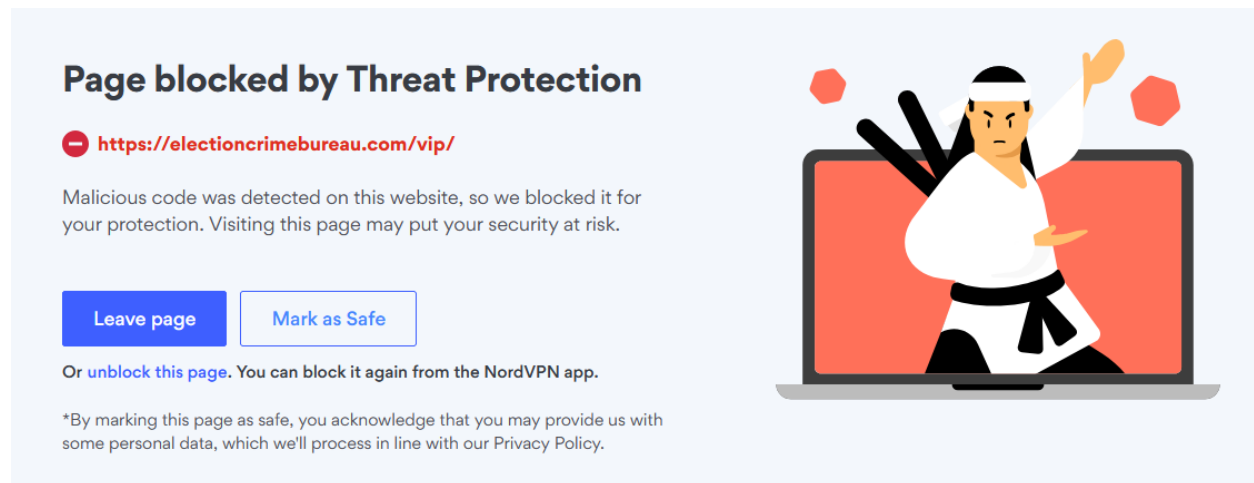 Page blocked by Threat Protection
https://electioncrimebureau.com/vip/
Malicious code was detected on this website, so we blocked it for
your protection. Visiting this page may put your security at risk.
Leave page
Mark as Safe
Or unblock this page. You can block it again from the NordVPN app.
*By marking this page as safe, you acknowledge that you may provide us with
some personal data, which we'll process in line with our Privacy Policy.